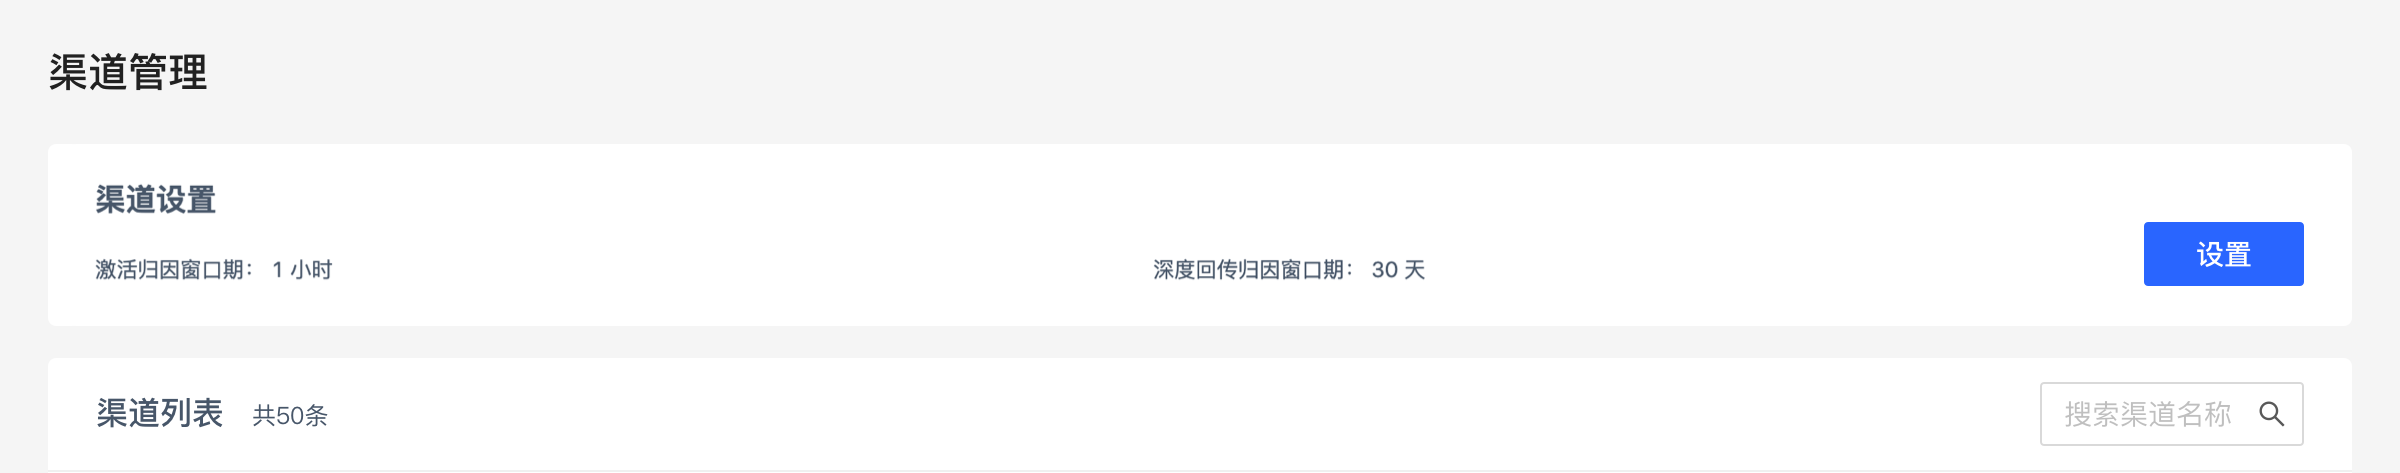 渠道管理
渠道设置
激活归因窗口期： 1 小时
深度回传归因窗口期： 30 天
设置
渠道列表 共50条
搜索渠道名称